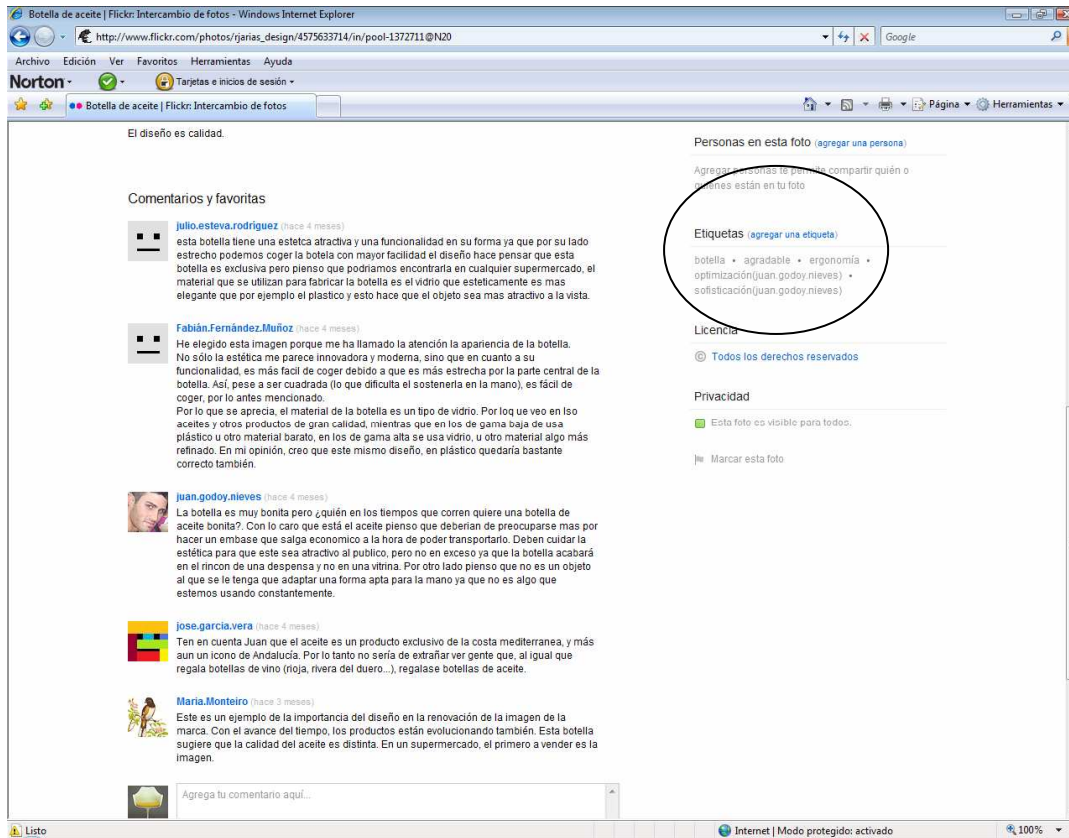 Botella de aceite | Flickr: Intercambio de fotos - Windows Internet Explorer
http://www.flickr.com/photos/rjarias_design/4575633714/in/pool-1372711@N20
Google
Archivo Edición Ver Favoritos Herramientas Ayuda
Norton
Tarjetas e inicios de sesión
Botella de aceite | Flickr: Intercambio de fotos
Página Herramientas
El diseño es calidad.
Comentarios y favoritas
julio.esteva.rodriguez (hace 4 meses)
esta botella tiene una estetca atractiva y una funcionalidad en su forma ya que por su lado
estrecho podemos coger la botela con mayor facilidad el diseño hace pensar que esta
botella es exclusiva pero pienso que podriamos encontrarla en cualquier supermercado, el
material que se utilizan para fabricar la botella es el vidrio que esteticamente es mas
elegante que por ejemplo el plastico y esto hace que el objeto sea mas atractivo a la vista.
Fabián.Fernández.Muñoz (hace 4 meses)
He elegido esta imagen porque me ha llamado la atención la apariencia de la botella.
No sólo la estética me parece innovadora y moderna, sino que en cuanto a su
funcionalidad, es más facil de coger debido a que es más estrecha por la parte central de la
botella. Así, pese a ser cuadrada (lo que dificulta el sostenerla en la mano), es fácil de
coger, por lo antes mencionado.
Por lo que se aprecia, el material de la botella es un tipo de vidrio. Por loq ue veo en lso
aceites y otros productos de gran calidad, mientras que en los de gama baja de usa
plástico u otro material barato, en los de gama alta se usa vidrio, u otro material algo más
refinado. En mi opinión, creo que este mismo diseño, en plástico quedaría bastante
correcto también.
juan.godoy.nieves (hace 4 meses)
La botella es muy bonita pero ¿quién en los tiempos que corren quiere una botella de
aceite bonita?. Con lo caro que está el aceite pienso que deberian de preocuparse mas por
hacer un embase que salga economico a la hora de poder transportarlo. Deben cuidar la
estética para que este sea atractivo al publico, pero no en exceso ya que la botella acabará
en el rincon de una despensa y no en una vitrina. Por otro lado pienso que no es un objeto
al que se le tenga que adaptar una forma apta para la mano ya que no es algo que
estemos usando constantemente.
jose.garcia.vera (hace 4 meses)
Ten en cuenta Juan que el aceite es un producto exclusivo de la costa mediterranea, y más
aun un icono de Andalucía. Por lo tanto no sería de extrañar ver gente que, al igual que
regala botellas de vino (rioja, rivera del duero...), regalase botellas de aceite.
Maria.Monteiro (hace 3 meses)
Este es un ejemplo de la importancia del diseño en la renovación de la imagen de la
marca. Con el avance del tiempo, los productos están evolucionando también. Esta botella
sugiere que la calidad del aceite es distinta. En un supermercado, el primero a vender es la
imagen.
Agrega tu comentario aquí...
Personas en esta foto (agregar una persona)
Agregar personas te permite compartir quién o
quienes están en tu foto
Etiquetas (agregar una etiqueta)
botella • agradable • ergonomía •
optimización(juan.godoy.nieves) •
sofisticación(juan.godoy.nieves)
Licencia
© Todos los derechos reservados
Privacidad
Esta foto es visible para todos.
Marcar esta foto
Listo
Internet | Modo protegido: activado
100%